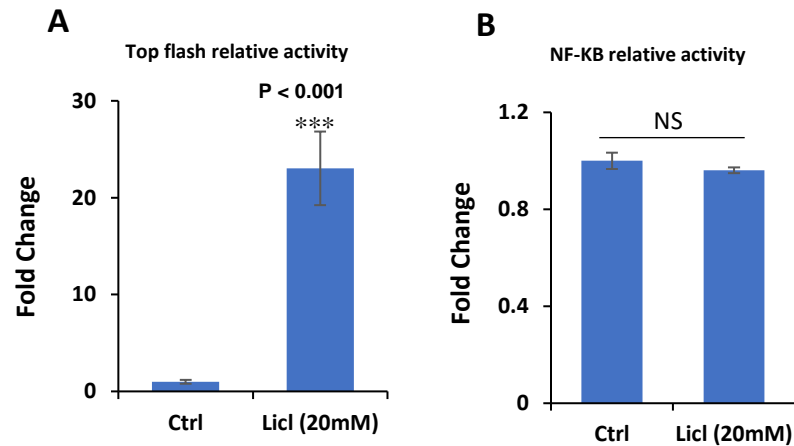 A
Top flash relative activity
P < 0.001
***
Fold Change
30
20
10
0
Ctrl
Licl (20mM)
B
NF-KB relative activity
NS
Fold Change
1.2
0.8
0.4
0
Ctrl
Licl (20mM)